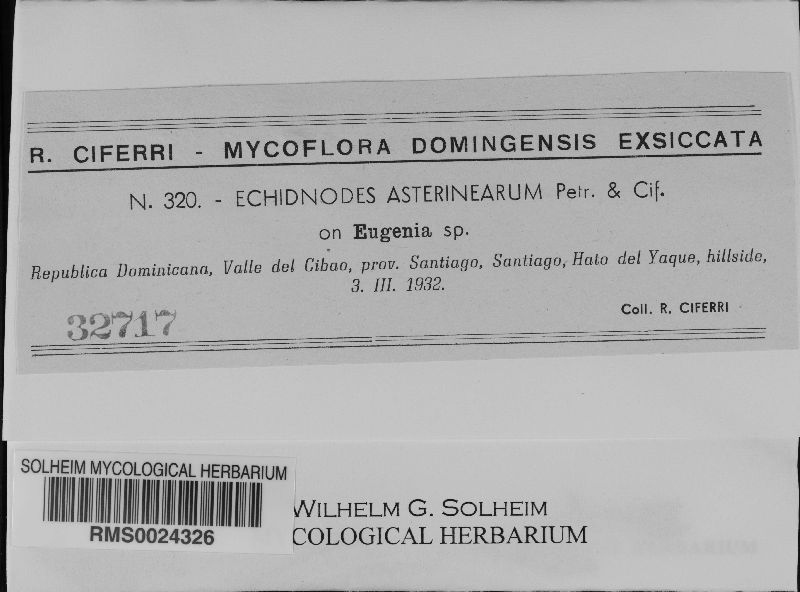 R. CIFERRI - MYCOFLORA DOMINGENSIS EXSICCATA
N. 320. - ECHIDNODES ASTERINEARUM Petr. & Cif.
on Eugenia sp.
Republica Dominicana, Valle del Cibao, prov. Santiago, Santiago, Hato del Yaque, hillside,
3. III. 1932.
Coll. R. CIFERRI
32717
SOLHEIM MYCOLOGICAL HERBARIUM
RMS0024326
WILHELM G. SOLHEIM
COLOGICAL HERBARIUM